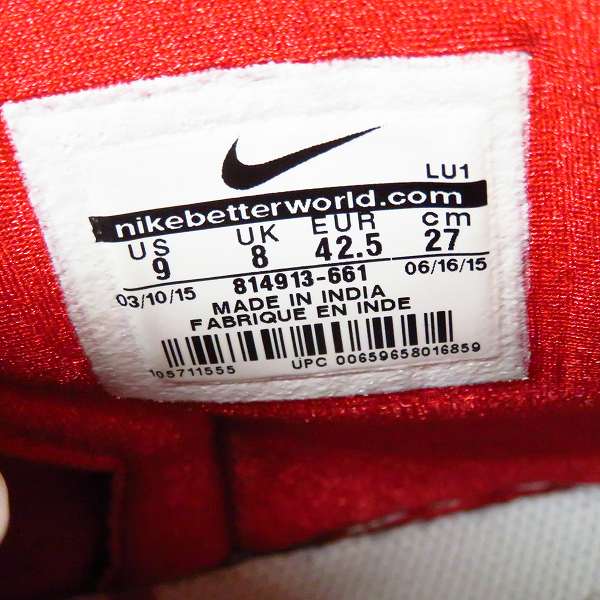 LU1
nikebetterworld.com
US UK EUR cm
9 8 42.5 27
03/10/15 814913-661 06/16/15
MADE IN INDIA
FABRIQUE EN INDE
105711555 UPC 00659658016859